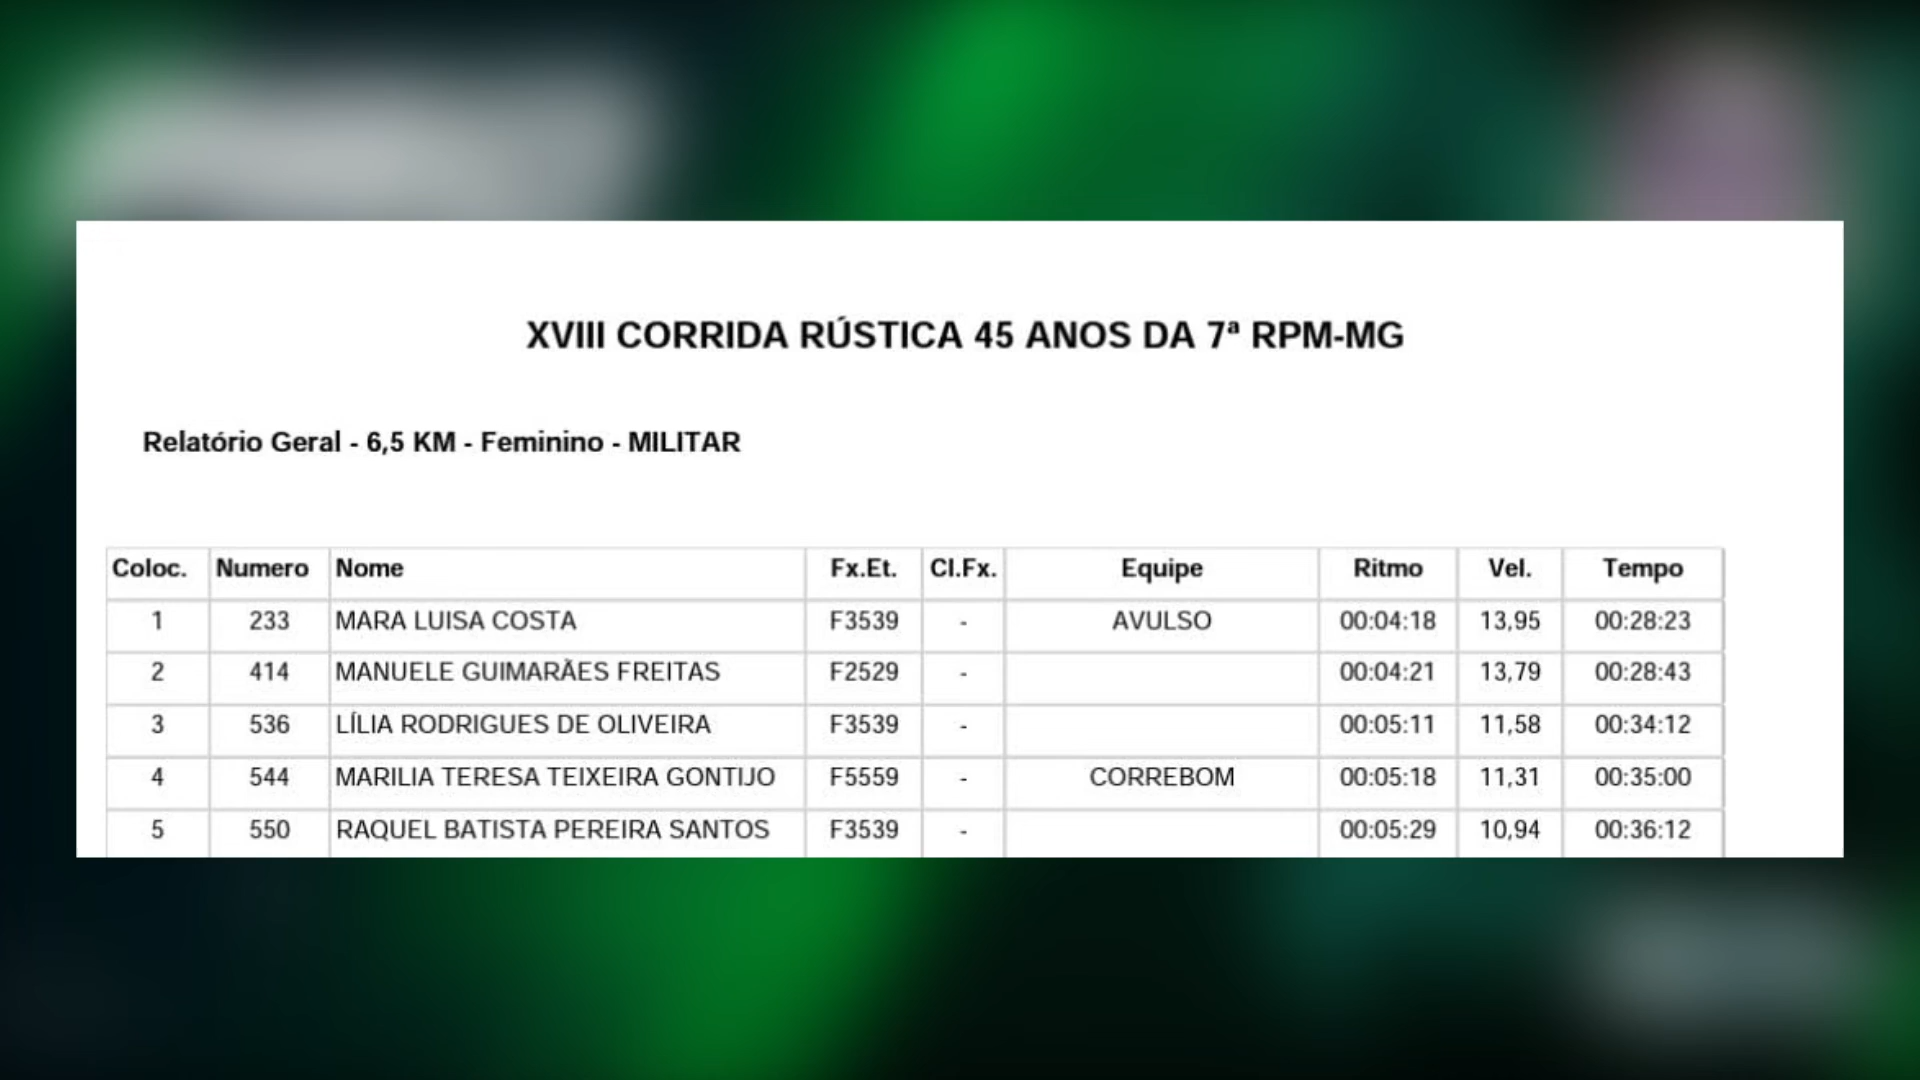 XVIII CORRIDA RÚSTICA 45 ANOS DA 7ª RPM-MG
Relatório Geral - 6,5 KM - Feminino - MILITAR
Coloc. Numero Nome Fx.Et. Cl.Fx. Equipe Ritmo Vel. Tempo
1 233 MARA LUISA COSTA F3539 - AVULSO 00:04:18 13,95 00:28:23
2 414 MANUELE GUIMARÃES FREITAS F2529 - 00:04:21 13,79 00:28:43
3 536 LÍLIA RODRIGUES DE OLIVEIRA F3539 - 00:05:11 11,58 00:34:12
4 544 MARILIA TERESA TEIXEIRA GONTIJO F5559 - CORREBOM 00:05:18 11,31 00:35:00
5 550 RAQUEL BATISTA PEREIRA SANTOS F3539 - 00:05:29 10,94 00:36:12